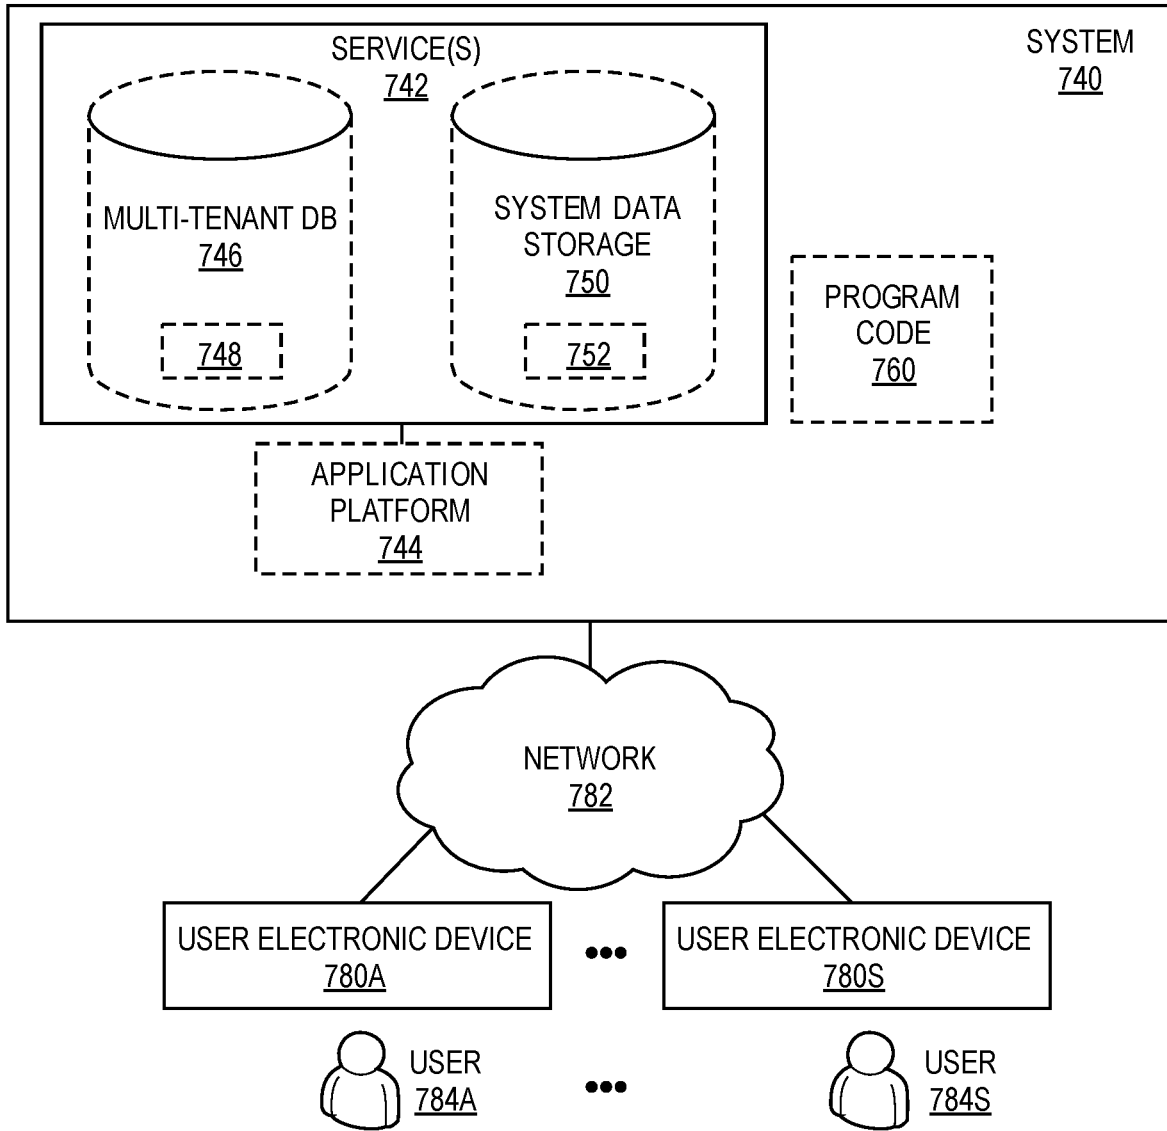 SERVICE(S)
742
SYSTEM
740
MULTI-TENANT DB
746
748
SYSTEM DATA
STORAGE
750
752
PROGRAM
CODE
760
APPLICATION
PLATFORM
744
NETWORK
782
USER ELECTRONIC DEVICE
780A
USER ELECTRONIC DEVICE
780S
USER
784A
USER
784S